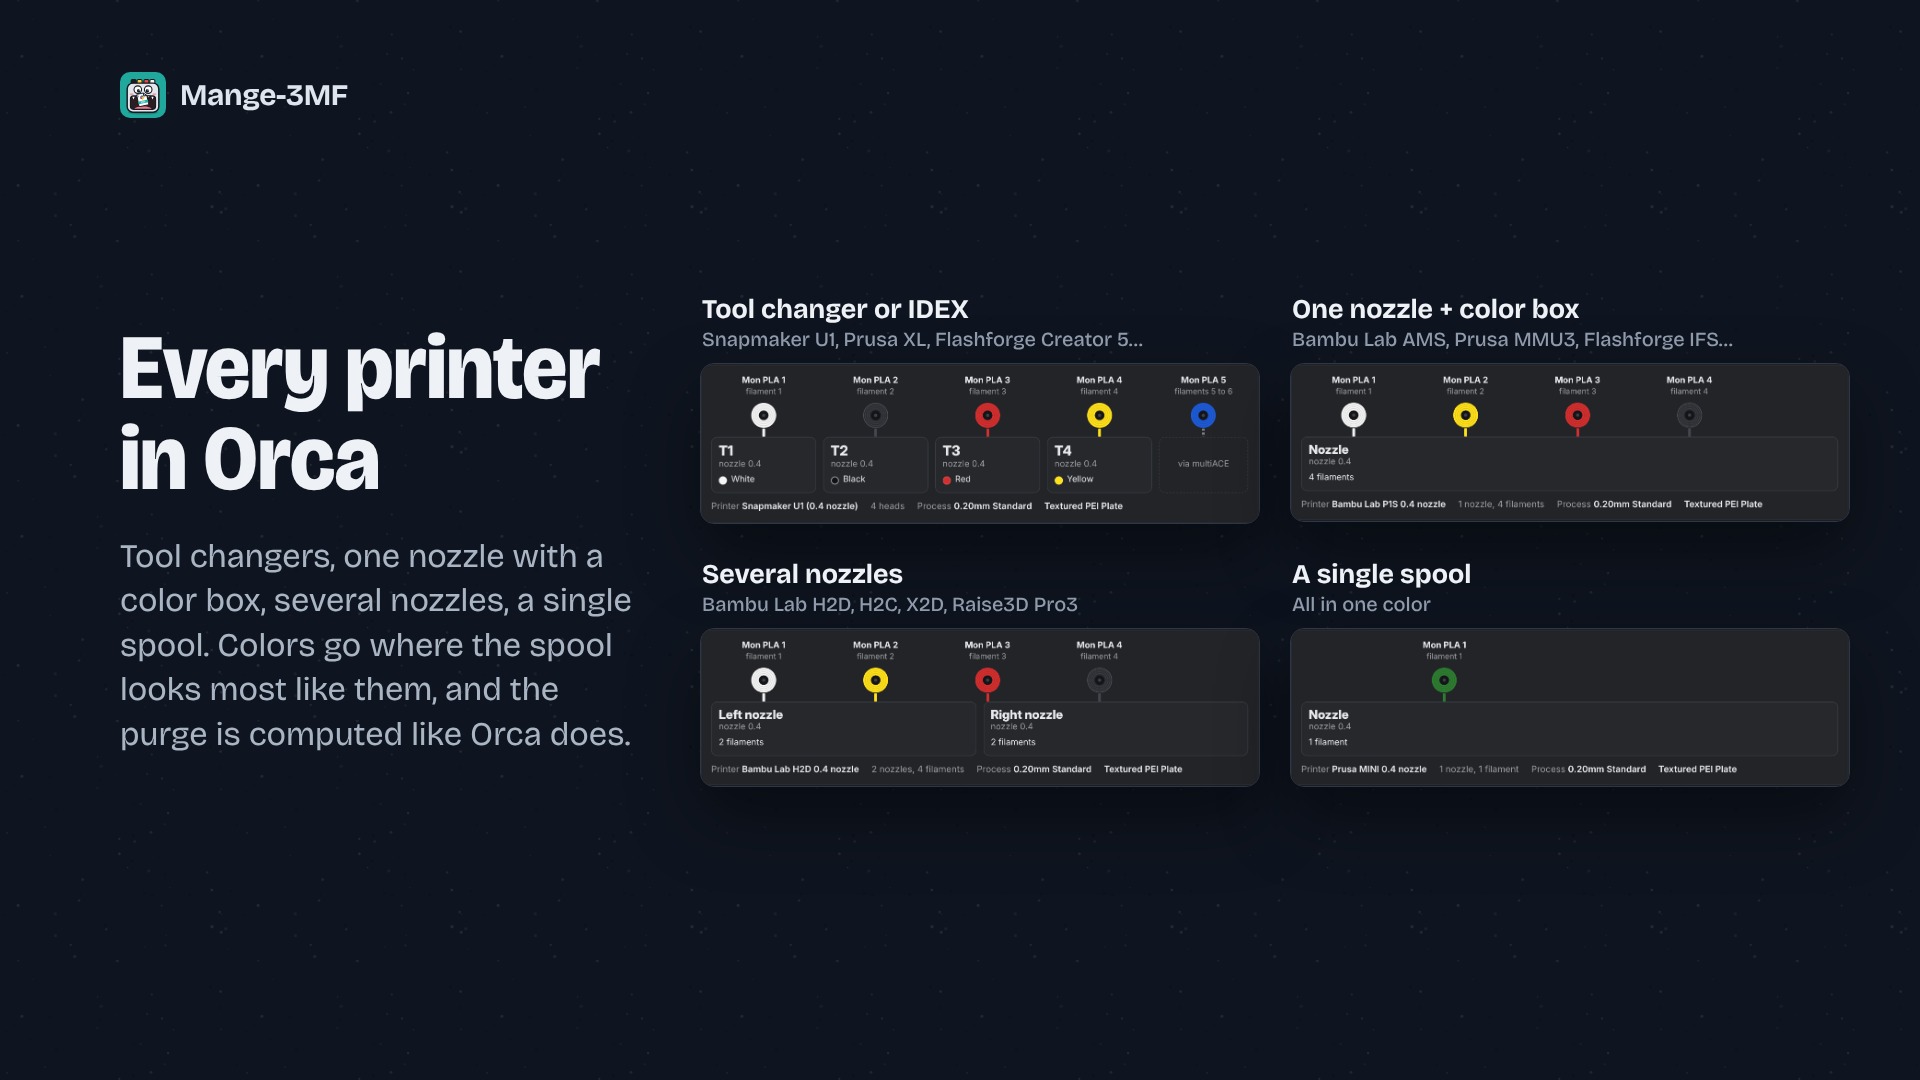 Mange-3MF
Every printer
in Orca
Tool changers, one nozzle with a
color box, several nozzles, a single
spool. Colors go where the spool
looks most like them, and the
purge is computed like Orca does.
Tool changer or IDEX
Snapmaker U1, Prusa XL, Flashforge Creator 5...
Mon PLA 1 Mon PLA 2 Mon PLA 3 Mon PLA 4 Mon PLA 5
filament 1 filament 2 filament 3 filament 4 filaments 5 to 6
T1 T2 T3 T4
nozzle 0.4 nozzle 0.4 nozzle 0.4 nozzle 0.4 via multiACE
White Black Red Yellow
Printer Snapmaker U1 (0.4 nozzle) 4 heads Process 0.20mm Standard Textured PEI Plate
One nozzle + color box
Bambu Lab AMS, Prusa MMU3, Flashforge IFS...
Mon PLA 1 Mon PLA 2 Mon PLA 3 Mon PLA 4
filament 1 filament 2 filament 3 filament 4
Nozzle
nozzle 0.4
4 filaments
Printer Bambu Lab P1S 0.4 nozzle 1 nozzle, 4 filaments Process 0.20mm Standard Textured PEI Plate
Several nozzles
Bambu Lab H2D, H2C, X2D, Raise3D Pro3
Mon PLA 1 Mon PLA 2 Mon PLA 3 Mon PLA 4
filament 1 filament 2 filament 3 filament 4
Left nozzle Right nozzle
nozzle 0.4 nozzle 0.4
2 filaments 2 filaments
Printer Bambu Lab H2D 0.4 nozzle 2 nozzles, 4 filaments Process 0.20mm Standard Textured PEI Plate
A single spool
All in one color
Mon PLA 1
filament 1
Nozzle
nozzle 0.4
1 filament
Printer Prusa MINI 0.4 nozzle 1 nozzle, 1 filament Process 0.20mm Standard Textured PEI Plate